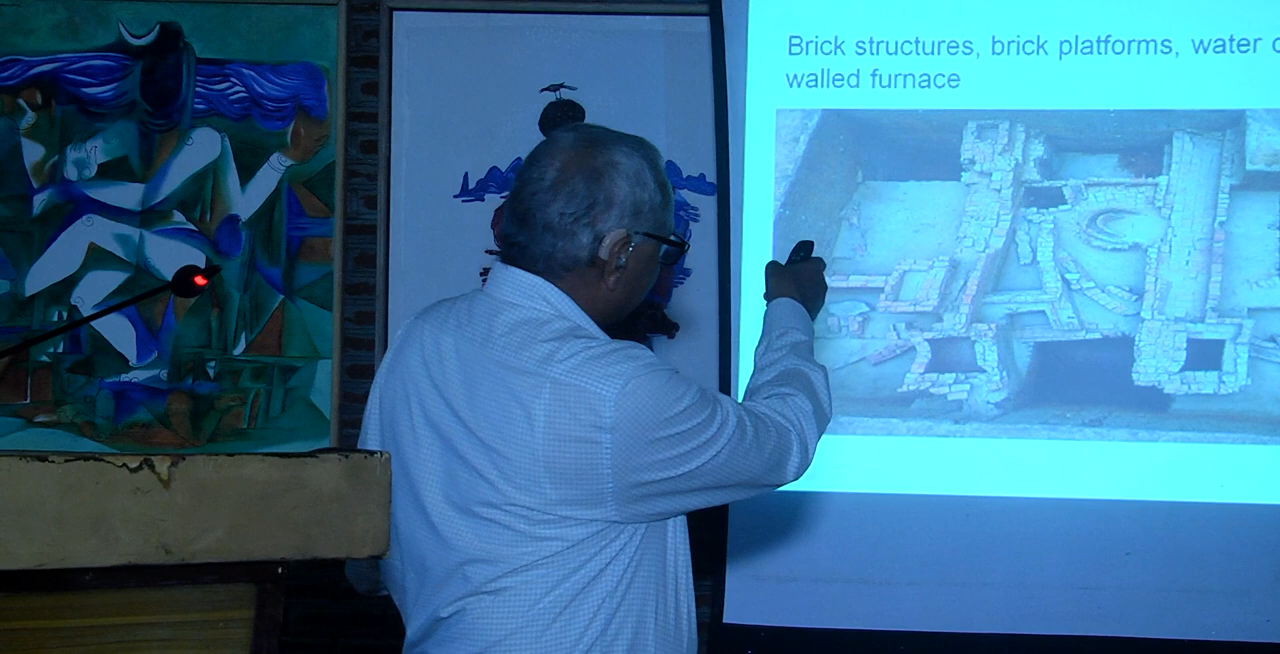 Brick structures, brick platforms, water
walled furnace